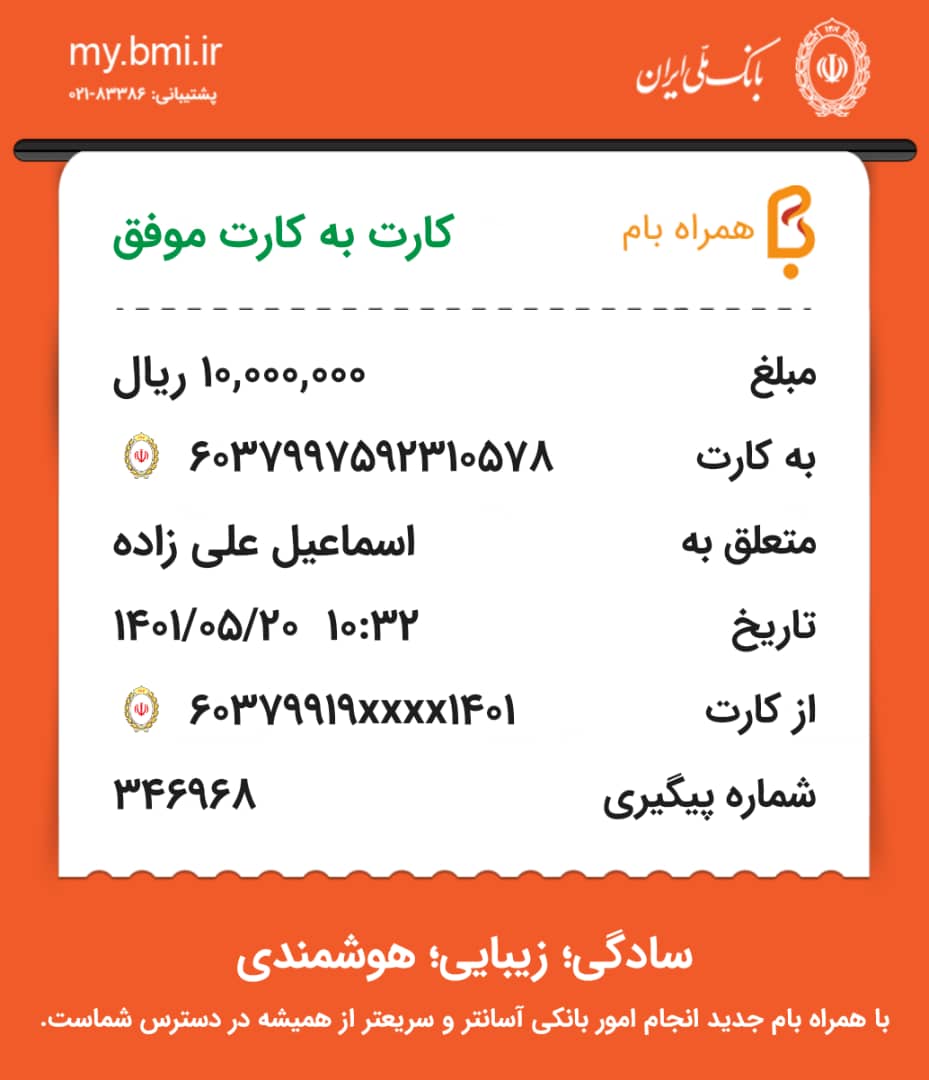 بانک ملّی ایران
my.bmi.ir
پشتیبانی: ۸۳۳۸۶-۰۲۱
همراه بام
کارت به کارت موفق
مبلغ ۱۰,۰۰۰,۰۰۰ ریال
به کارت ۶۰۳۷۹۹۷۵۹۲۳۱۰۵۷۸
متعلق به اسماعیل علی زاده
تاریخ ۱۴۰۱/۰۵/۲۰ ۱۰:۳۲
از کارت ۶۰۳۷۹۹۱۹xxxx۱۴۰۱
شماره پیگیری ۳۴۶۹۶۸
سادگی؛ زیبایی؛ هوشمندی
با همراه بام جدید انجام امور بانکی آسانتر و سریعتر از همیشه در دسترس شماست.